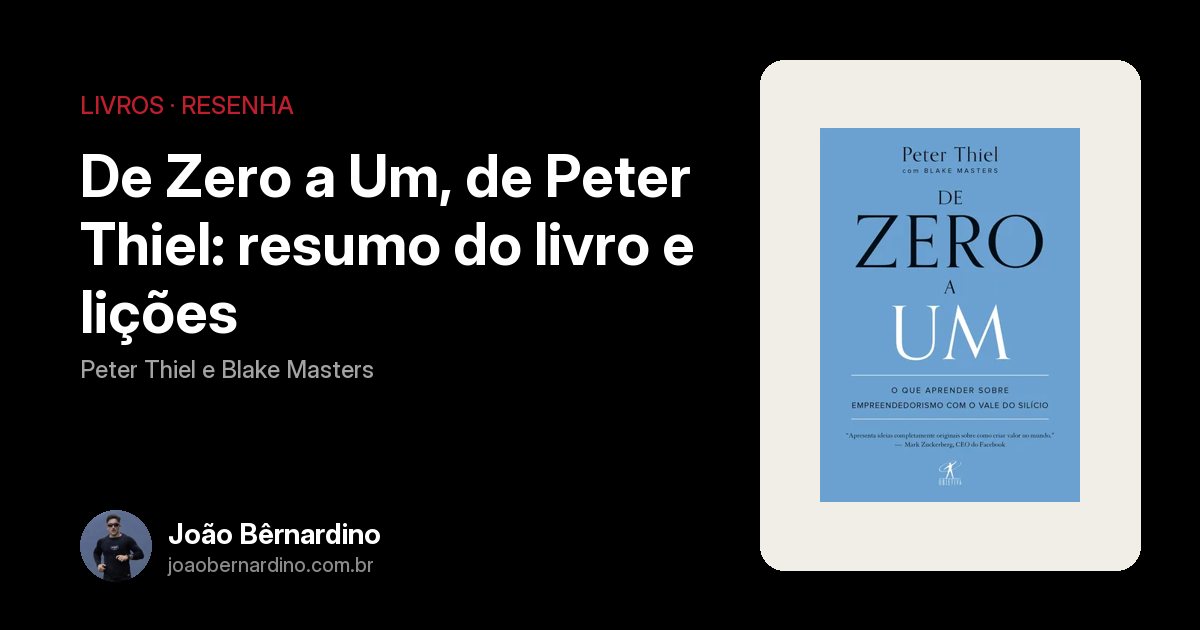 LIVROS · RESENHA
De Zero a Um, de Peter
Thiel: resumo do livro e
lições
Peter Thiel e Blake Masters
João Bêrnardino
joaobernardino.com.br
Peter Thiel
com BLAKE MASTERS
DE
ZERO
A
UM
O QUE APRENDER SOBRE
EMPREENDEDORISMO COM O VALE DO SILÍCIO
“Apresenta ideias completamente originais sobre como criar valor no mundo.”
— Mark Zuckerberg, CEO do Facebook
OBJETIVA